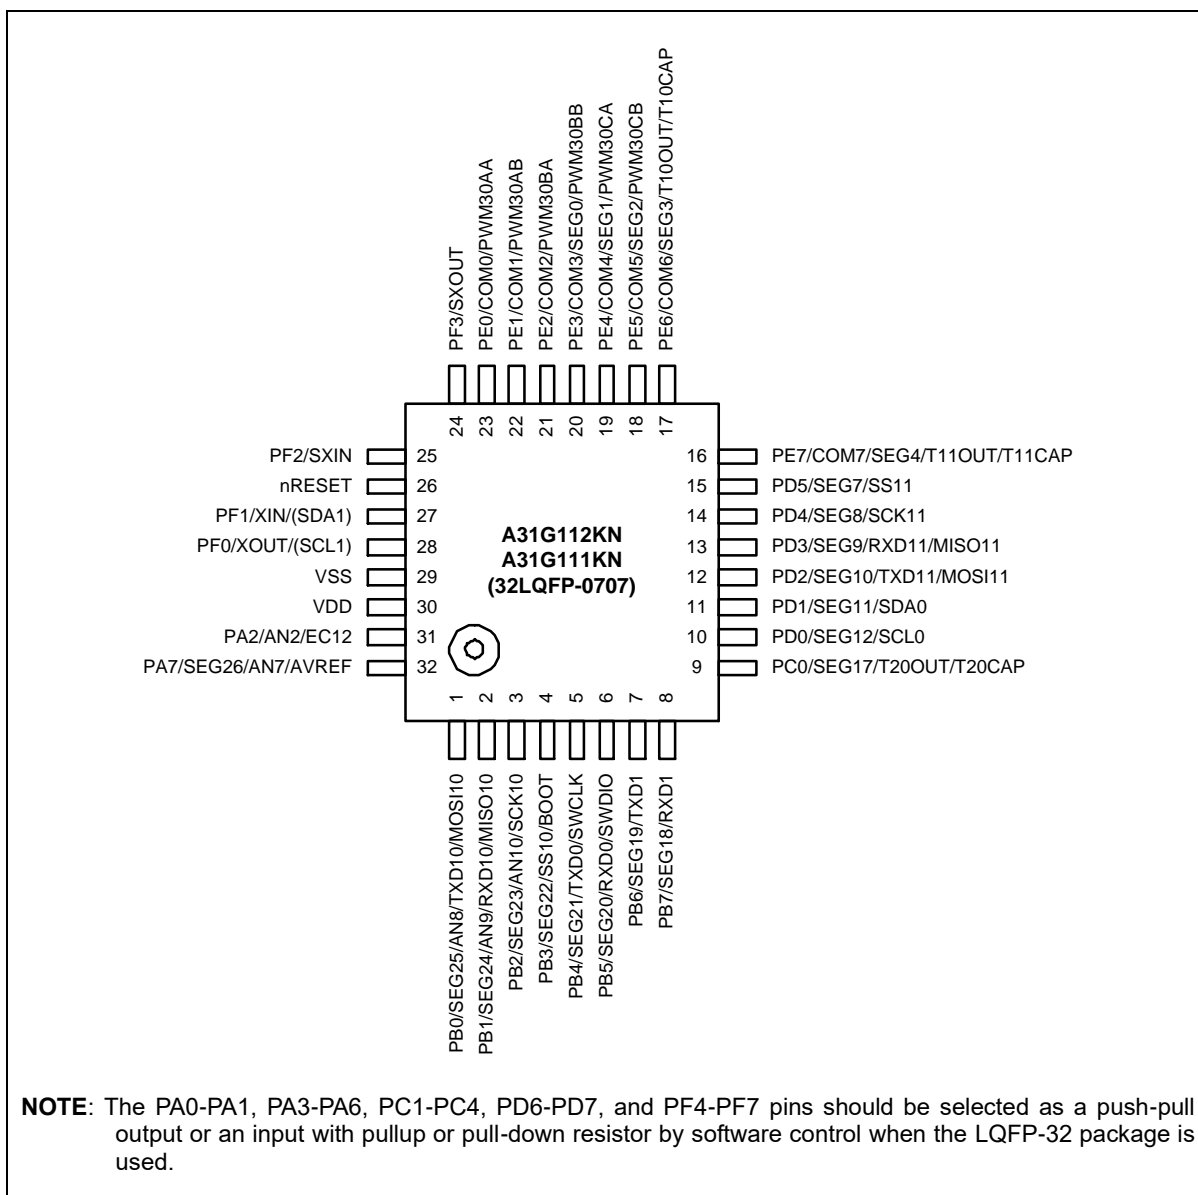 PF3/SXOUT
PE0/COM0/PWM30AA
PE1/COM1/PWM30AB
PE2/COM2/PWM30BA
PE3/COM3/SEG0/PWM30BB
PE4/COM4/SEG1/PWM30CA
PE5/COM5/SEG2/PWM30CB
PE6/COM6/SEG3/T10OUT/T10CAP
24
23
22
21
20
19
18
17
PF2/SXIN 25
nRESET 26
PF1/XIN/(SDA1) 27
PF0/XOUT/(SCL1) 28
VSS 29
VDD 30
PA2/AN2/EC12 31
PA7/SEG26/AN7/AVREF 32
A31G112KN
A31G111KN
(32LQFP-0707)
16 PE7/COM7/SEG4/T11OUT/T11CAP
15 PD5/SEG7/SS11
14 PD4/SEG8/SCK11
13 PD3/SEG9/RXD11/MISO11
12 PD2/SEG10/TXD11/MOSI11
11 PD1/SEG11/SDA0
10 PD0/SEG12/SCL0
9 PC0/SEG17/T20OUT/T20CAP
1
2
3
4
5
6
7
8
PB0/SEG25/AN8/TXD10/MOSI10
PB1/SEG24/AN9/RXD10/MISO10
PB2/SEG23/AN10/SCK10
PB3/SEG22/SS10/BOOT
PB4/SEG21/TXD0/SWCLK
PB5/SEG20/RXD0/SWDIO
PB6/SEG19/TXD1
PB7/SEG18/RXD1
NOTE: The PA0-PA1, PA3-PA6, PC1-PC4, PD6-PD7, and PF4-PF7 pins should be selected as a push-pull
output or an input with pullup or pull-down resistor by software control when the LQFP-32 package is
used.